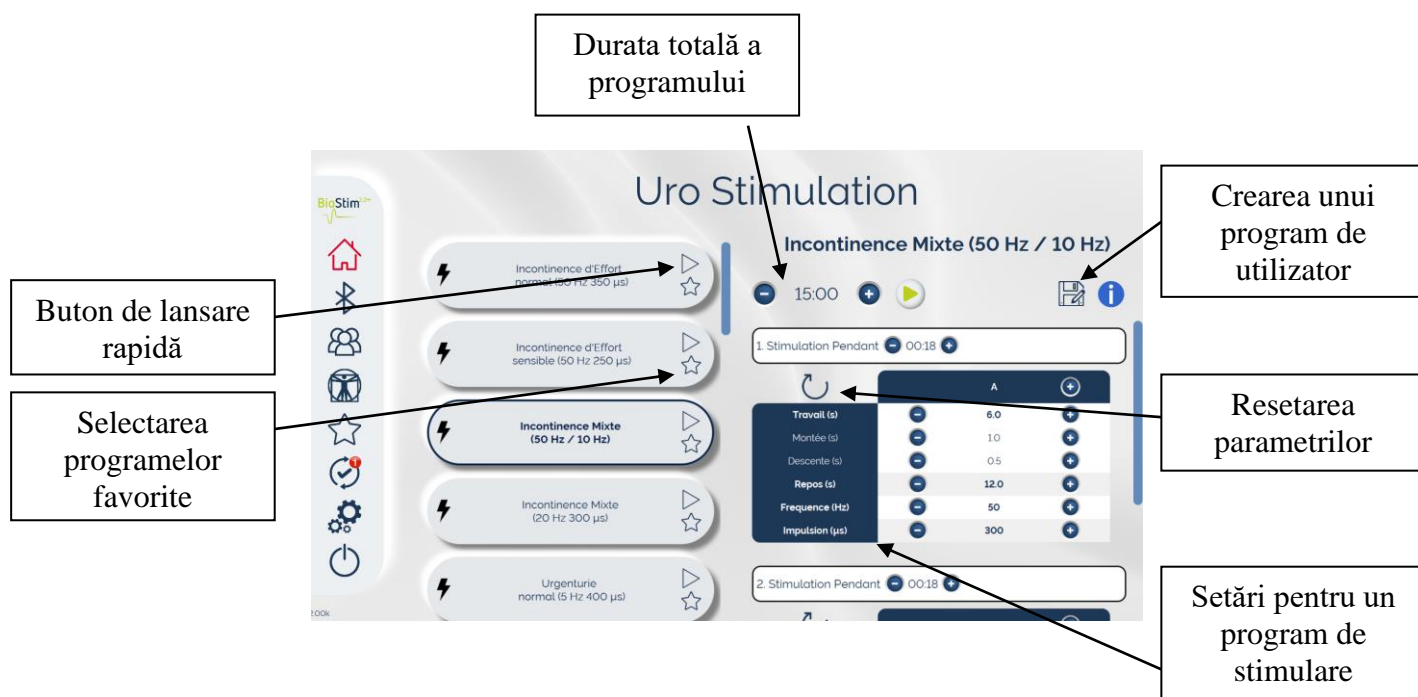 Durata totală a
programului
Crearea unui
program de
utilizator
Buton de lansare
rapidă
Selectarea
programelor
favorite
Resetarea
parametrilor
Setări pentru un
program de
stimulare
BioStim
Uro Stimulation
Incontinence d'Effort
normal (50 Hz 350 µs)
Incontinence d'Effort
sensible (50 Hz 250 µs)
Incontinence Mixte
(50 Hz / 10 Hz)
Incontinence Mixte
(20 Hz 300 µs)
Urgenturie
normal (5 Hz 400 µs)
1
2.00k
Incontinence Mixte (50 Hz / 10 Hz)
15:00
1. Stimulation Pendant 00:18
A
Travail (s) 6.0
Montée (s) 1.0
Descente (s) 0.5
Repos (s) 12.0
Frequence (Hz) 50
Impulsion (µs) 300
2. Stimulation Pendant 00:18